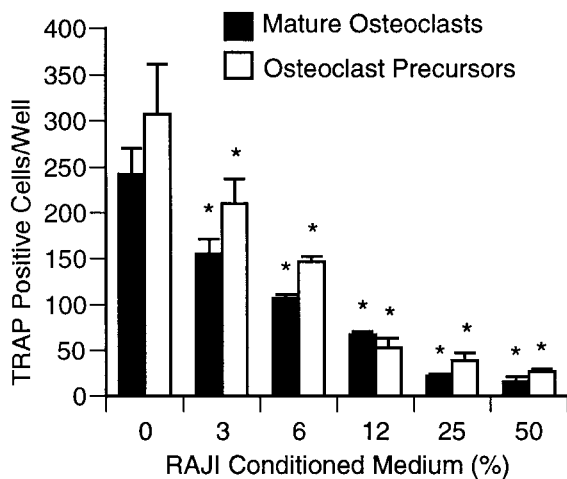 Mature Osteoclasts
Osteoclast Precursors
TRAP Positive Cells/Well
400
350
300
250
200
150
100
50
0
* *
* *
* *
* *
* *
0 3 6 12 25 50
RAJI Conditioned Medium (%)